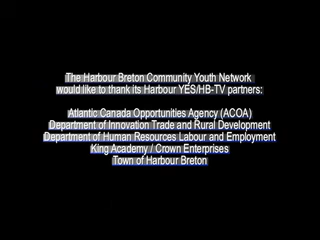 The Harbour Breton Community Youth Network
would like to thank its Harbour YES/HB-TV partners:
Atlantic Canada Opportunities Agency (ACOA)
Department of Innovation Trade and Rural Development
Department of Human Resources Labour and Employment
King Academy / Crown Enterprises
Town of Harbour Breton